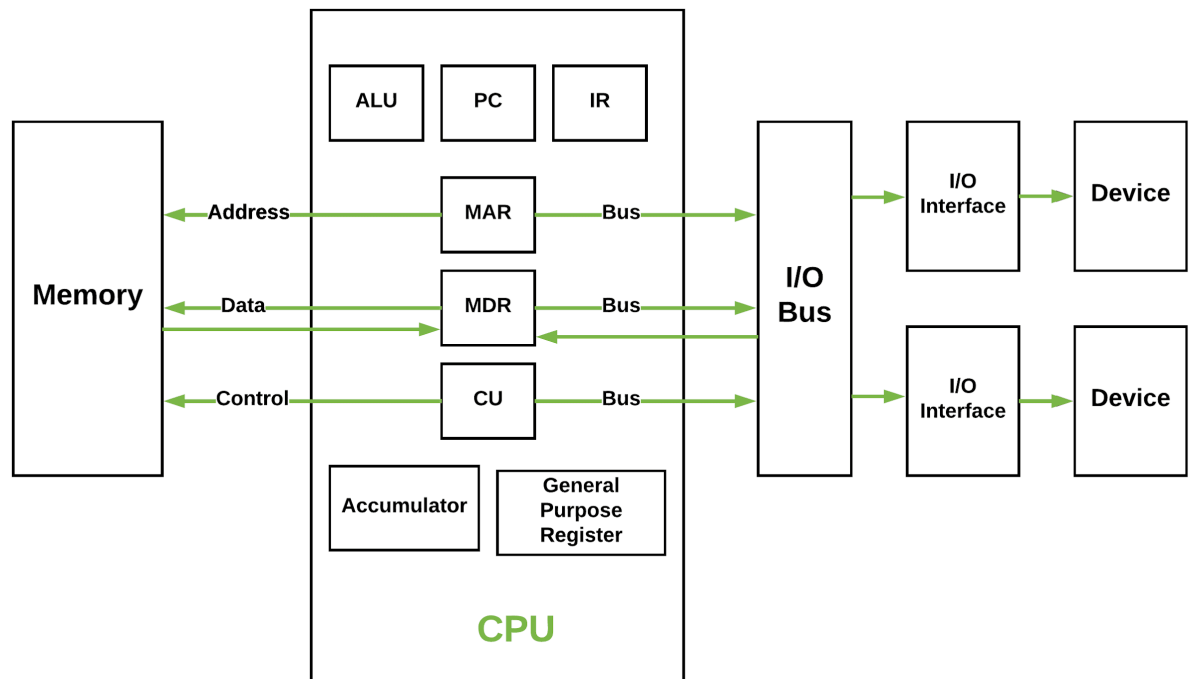 ALU
PC
IR
Memory
Address
MAR
Bus
Data
MDR
Bus
Control
CU
Bus
Accumulator
General
Purpose
Register
CPU
I/O
Bus
I/O
Interface
Device
I/O
Interface
Device